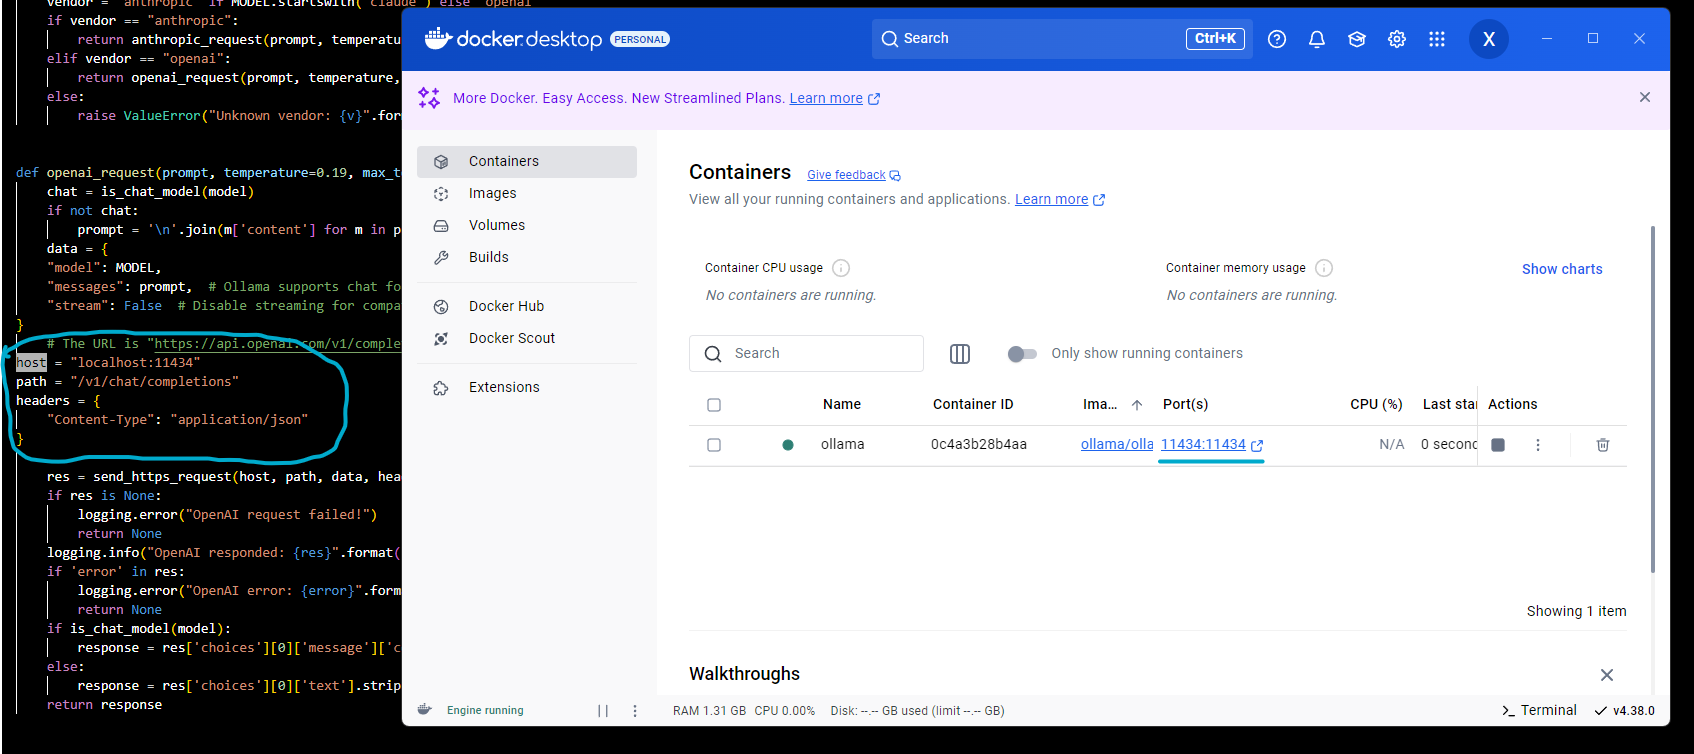 vendor = "anthropic" if MODEL.startswith("claude") else "openai"
if vendor == "anthropic":
return anthropic_request(prompt, temperatu
elif vendor == "openai":
return openai_request(prompt, temperature,
else:
raise ValueError("Unknown vendor: {v}".for
def openai_request(prompt, temperature=0.19, max_t
chat = is_chat_model(model)
if not chat:
prompt = '\n'.join(m['content'] for m in p
data = {
"model": MODEL,
"messages": prompt,  # Ollama supports chat fo
"stream": False  # Disable streaming for compa
}
# The URL is "https://api.openai.com/v1/comple
host = "localhost:11434"
path = "/v1/chat/completions"
headers = {
"Content-Type": "application/json"
}
res = send_https_request(host, path, data, hea
if res is None:
logging.error("OpenAI request failed!")
return None
logging.info("OpenAI responded: {res}".format(
if 'error' in res:
logging.error("OpenAI error: {error}".form
return None
if is_chat_model(model):
response = res['choices'][0]['message']['c
else:
response = res['choices'][0]['text'].strip
return response
docker.desktop PERSONAL
Search Ctrl+K
X
More Docker. Easy Access. New Streamlined Plans. Learn more
Containers
Images
Volumes
Builds
Docker Hub
Docker Scout
Extensions
Containers Give feedback
View all your running containers and applications. Learn more
Container CPU usage
No containers are running.
Container memory usage
No containers are running.
Show charts
Search
Only show running containers
Name Container ID Ima... Port(s) CPU (%) Last star Actions
ollama 0c4a3b28b4aa ollama/olla 11434:11434 N/A 0 second
Showing 1 item
Walkthroughs
Engine running
RAM 1.31 GB CPU 0.00% Disk: --.-- GB used (limit --.-- GB)
Terminal v4.38.0